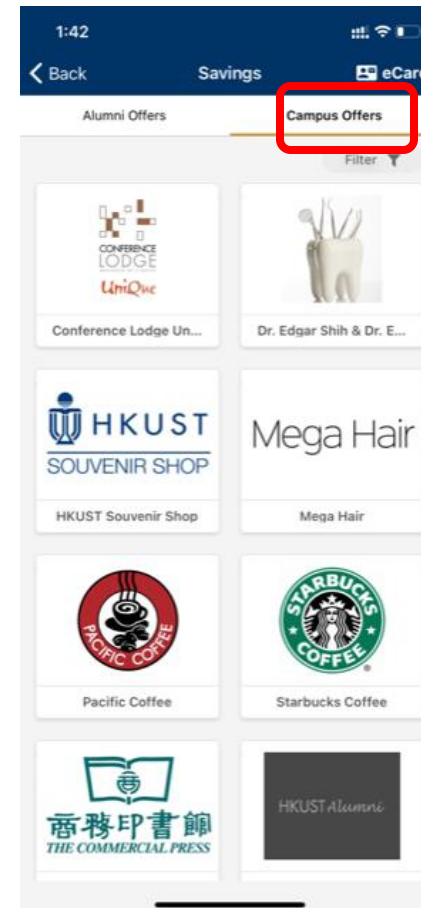 1:42
Back
Savings
eCard
Alumni Offers
Campus Offers
Filter
CONFERENCE
LODGE
UniQue
Conference Lodge Un...
Dr. Edgar Shih & Dr. E...
HKUST
SOUVENIR SHOP
HKUST Souvenir Shop
Mega Hair
Mega Hair
PACIFIC COFFEE
Pacific Coffee
STARBUCKS
COFFEE
®
Starbucks Coffee
商務印書館
THE COMMERCIAL PRESS
HKUST Alumni